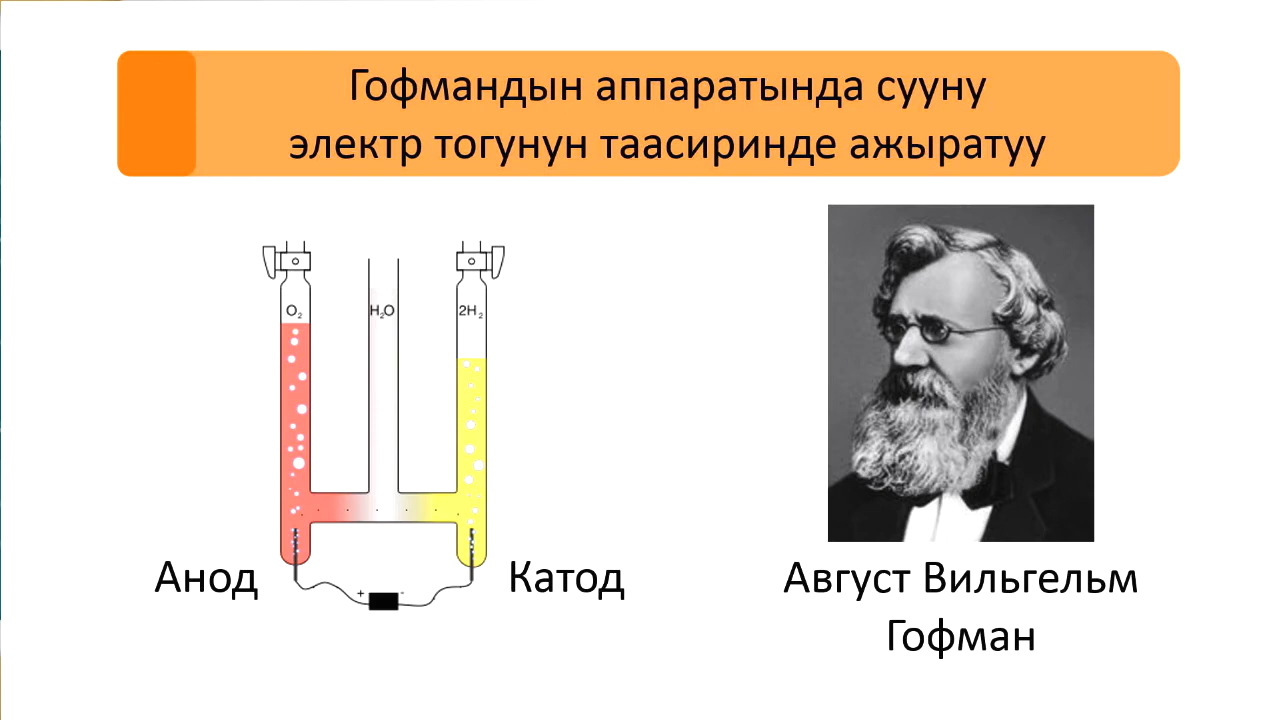 Гофмандын аппаратында сууну
электр тогунун таасиринде ажыратуу
O₂
H₂O
2H₂
Анод
+
-
Катод
Август Вильгельм
Гофман